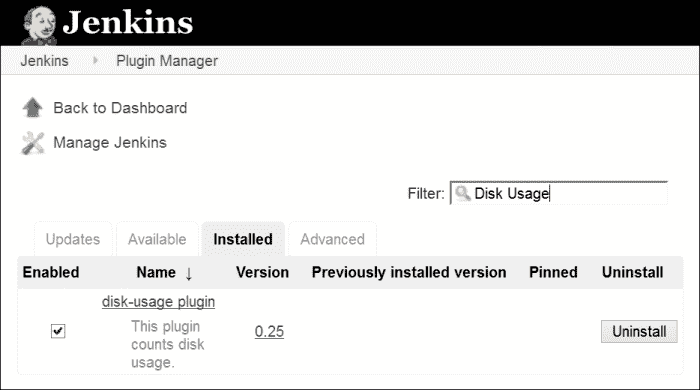 Jenkins
Jenkins Plugin Manager
Back to Dashboard
Manage Jenkins
Filter: Disk Usage
Updates Available Installed Advanced
Enabled Name ↓ Version Previously installed version Pinned Uninstall
disk-usage plugin
This plugin
counts disk
usage.
0.25
Uninstall